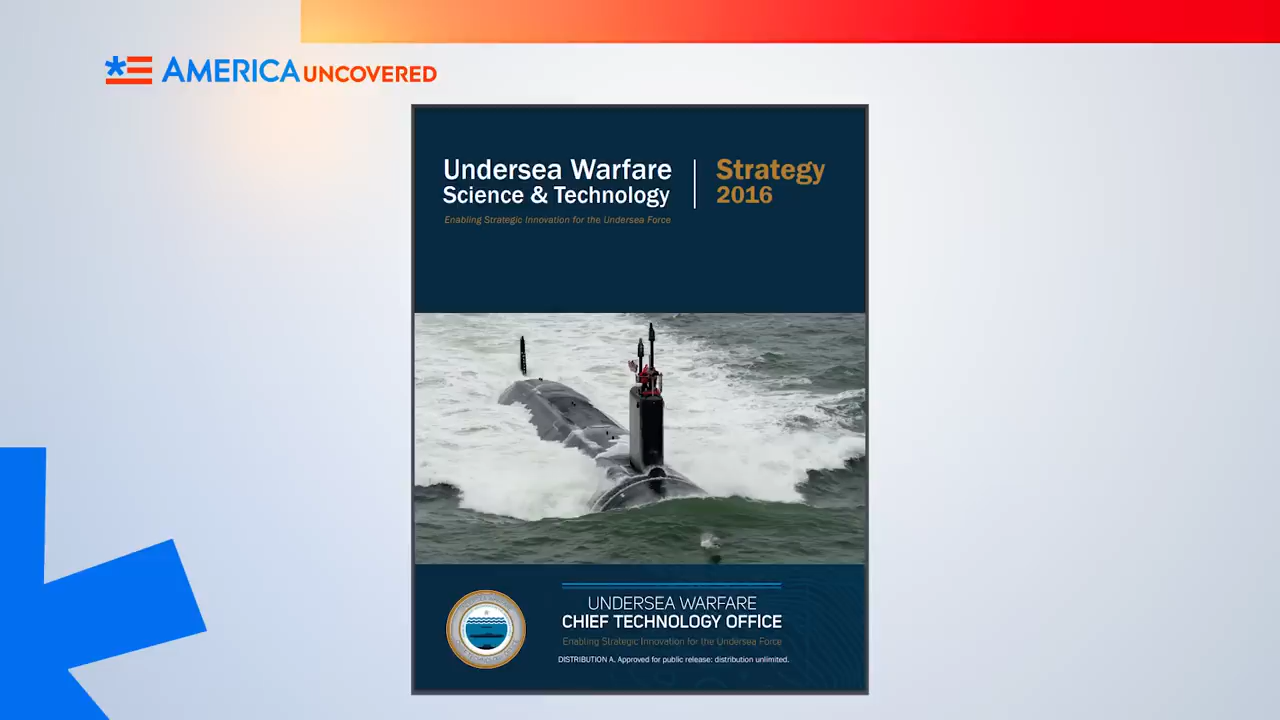 AMERICA UNCOVERED
Undersea Warfare
Science & Technology
Enabling Strategic Innovation for the Undersea Force
Strategy
2016
UNDERSEA WARFARE
CHIEF TECHNOLOGY OFFICE
Enabling Strategic Innovation for the Undersea Force
DISTRIBUTION A. Approved for public release: distribution unlimited.